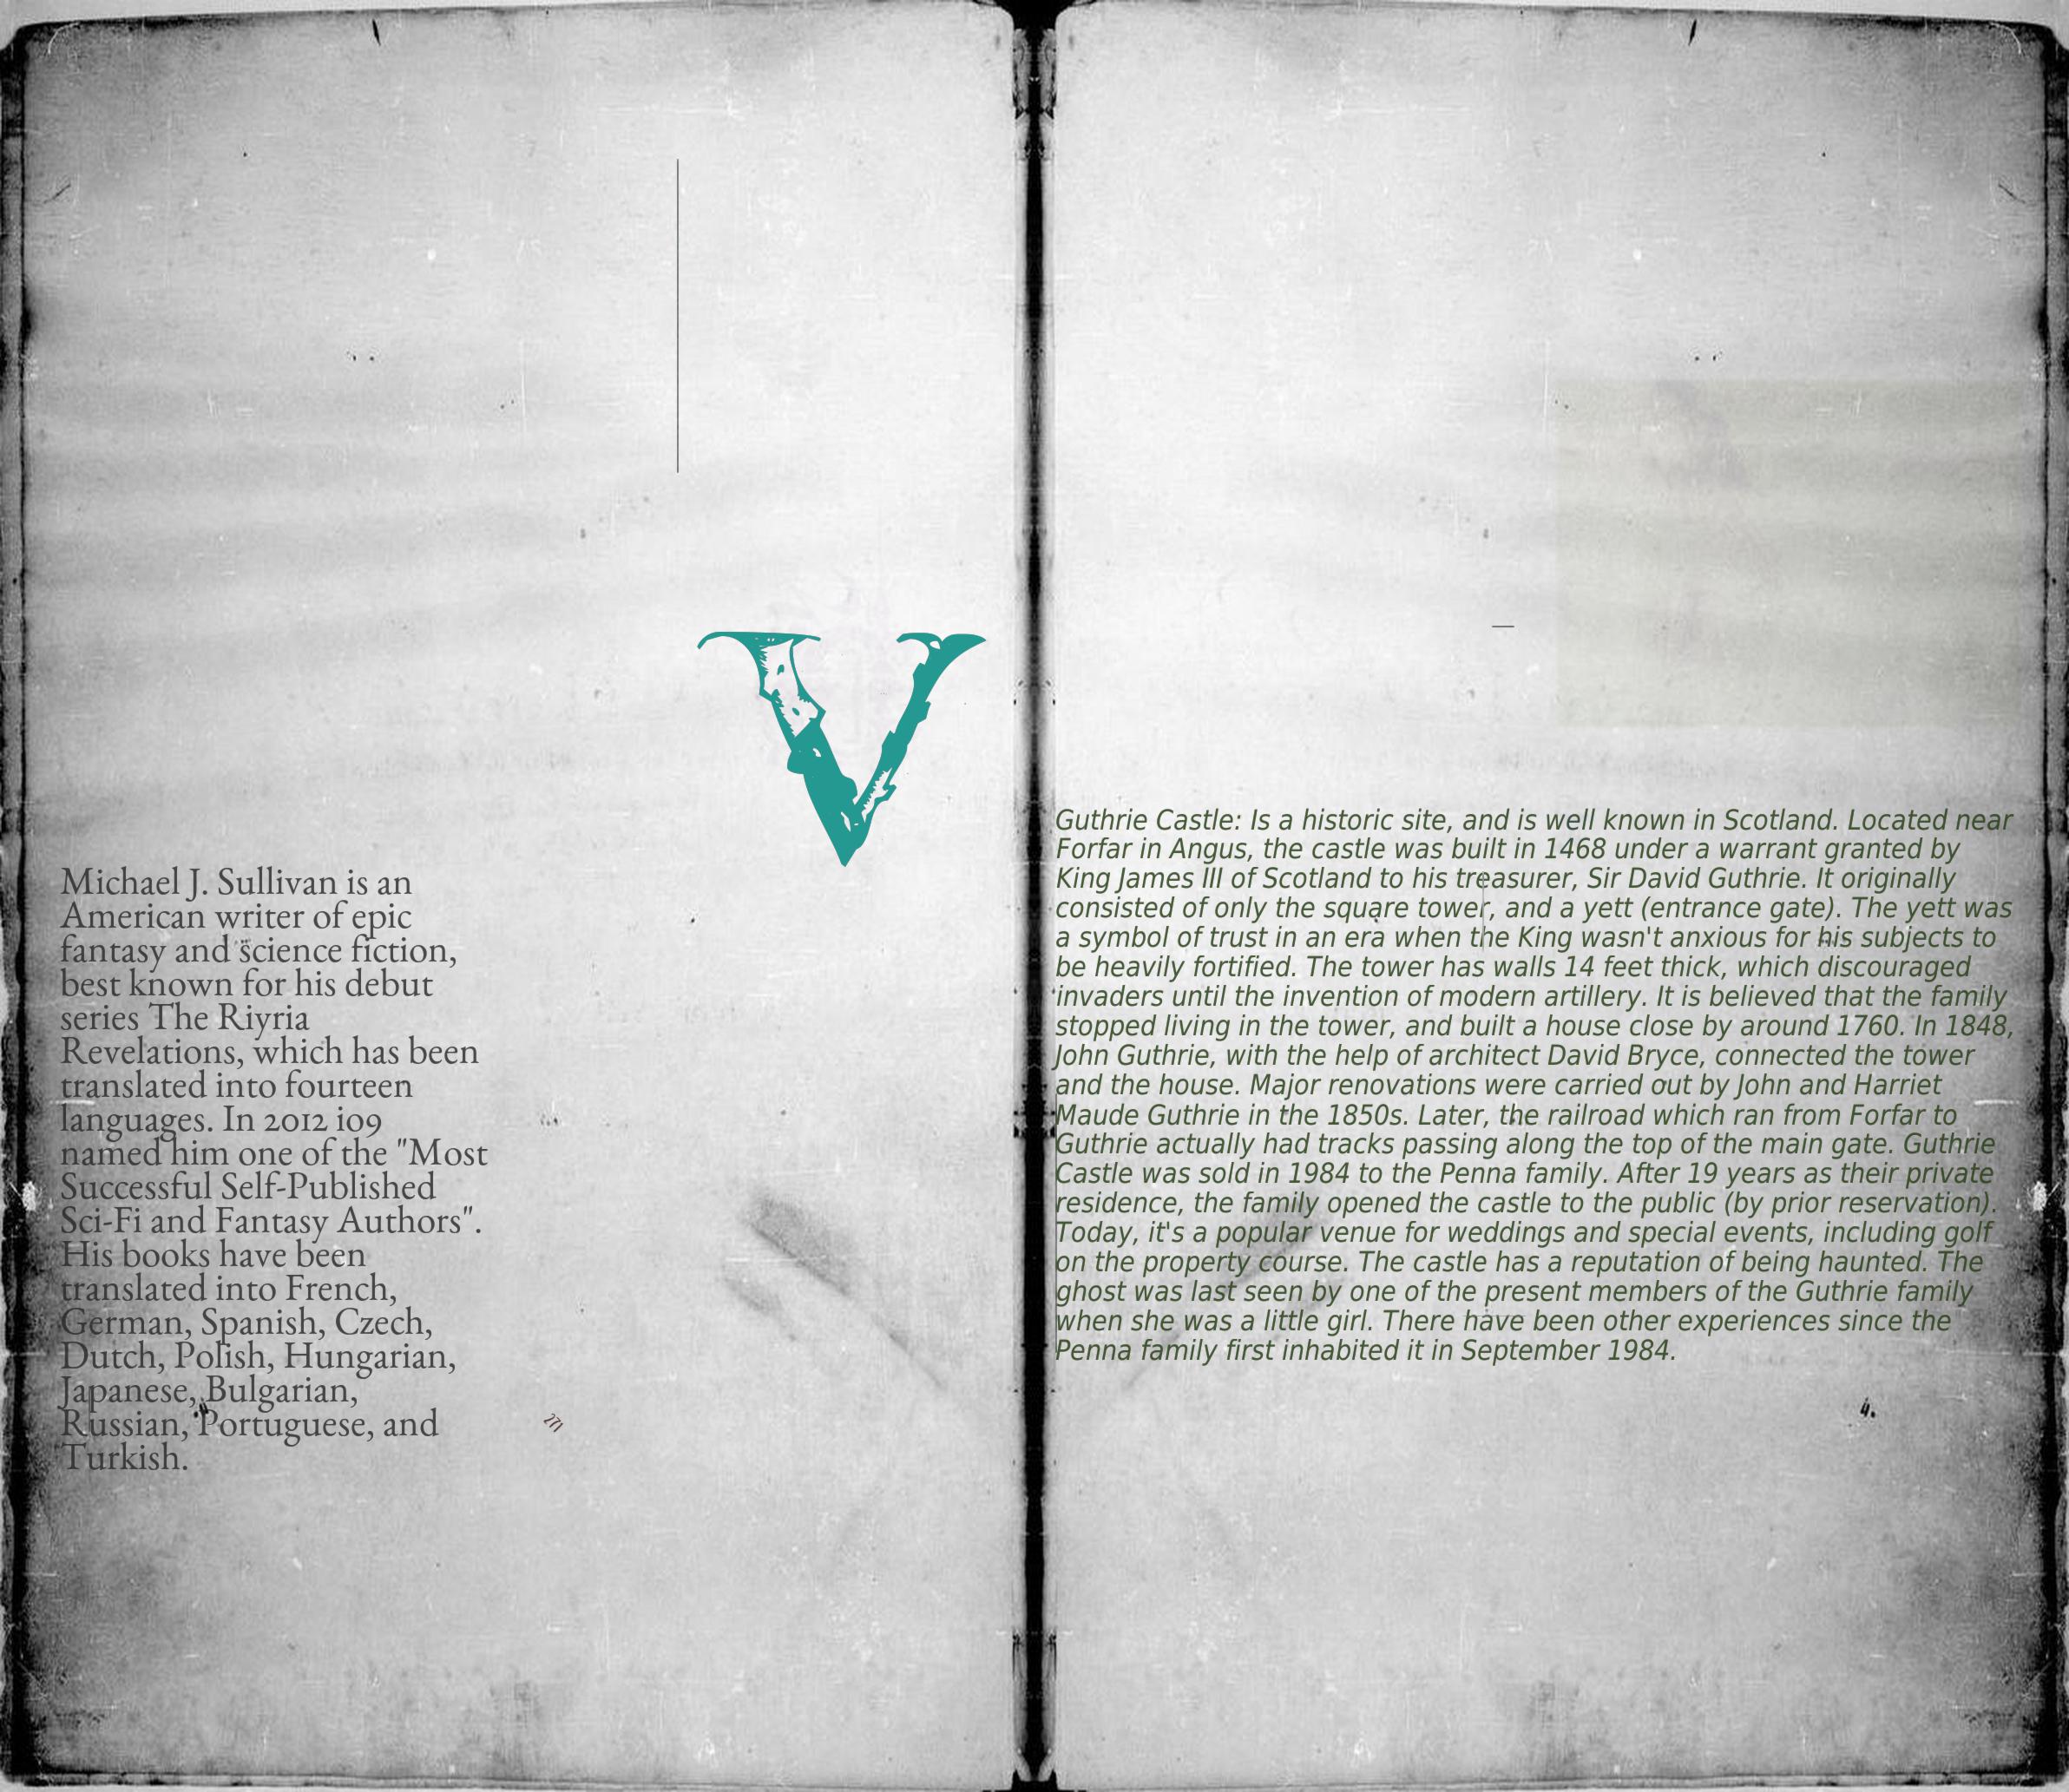 V
Michael J. Sullivan is an
American writer of epic
fantasy and science fiction,
best known for his debut
series The Riyria
Revelations, which has been
translated into fourteen
languages. In 2012 io9
named him one of the "Most
Successful Self-Published
Sci-Fi and Fantasy Authors".
His books have been
translated into French,
German, Spanish, Czech,
Dutch, Polish, Hungarian,
Japanese, Bulgarian,
Russian, Portuguese, and
Turkish.
271
Guthrie Castle: Is a historic site, and is well known in Scotland. Located near
Forfar in Angus, the castle was built in 1468 under a warrant granted by
King James III of Scotland to his treasurer, Sir David Guthrie. It originally
consisted of only the square tower, and a yett (entrance gate). The yett was
a symbol of trust in an era when the King wasn't anxious for his subjects to
be heavily fortified. The tower has walls 14 feet thick, which discouraged
invaders until the invention of modern artillery. It is believed that the family
stopped living in the tower, and built a house close by around 1760. In 1848,
John Guthrie, with the help of architect David Bryce, connected the tower
and the house. Major renovations were carried out by John and Harriet
Maude Guthrie in the 1850s. Later, the railroad which ran from Forfar to
Guthrie actually had tracks passing along the top of the main gate. Guthrie
Castle was sold in 1984 to the Penna family. After 19 years as their private
residence, the family opened the castle to the public (by prior reservation).
Today, it's a popular venue for weddings and special events, including golf
on the property course. The castle has a reputation of being haunted. The
ghost was last seen by one of the present members of the Guthrie family
when she was a little girl. There have been other experiences since the
Penna family first inhabited it in September 1984.